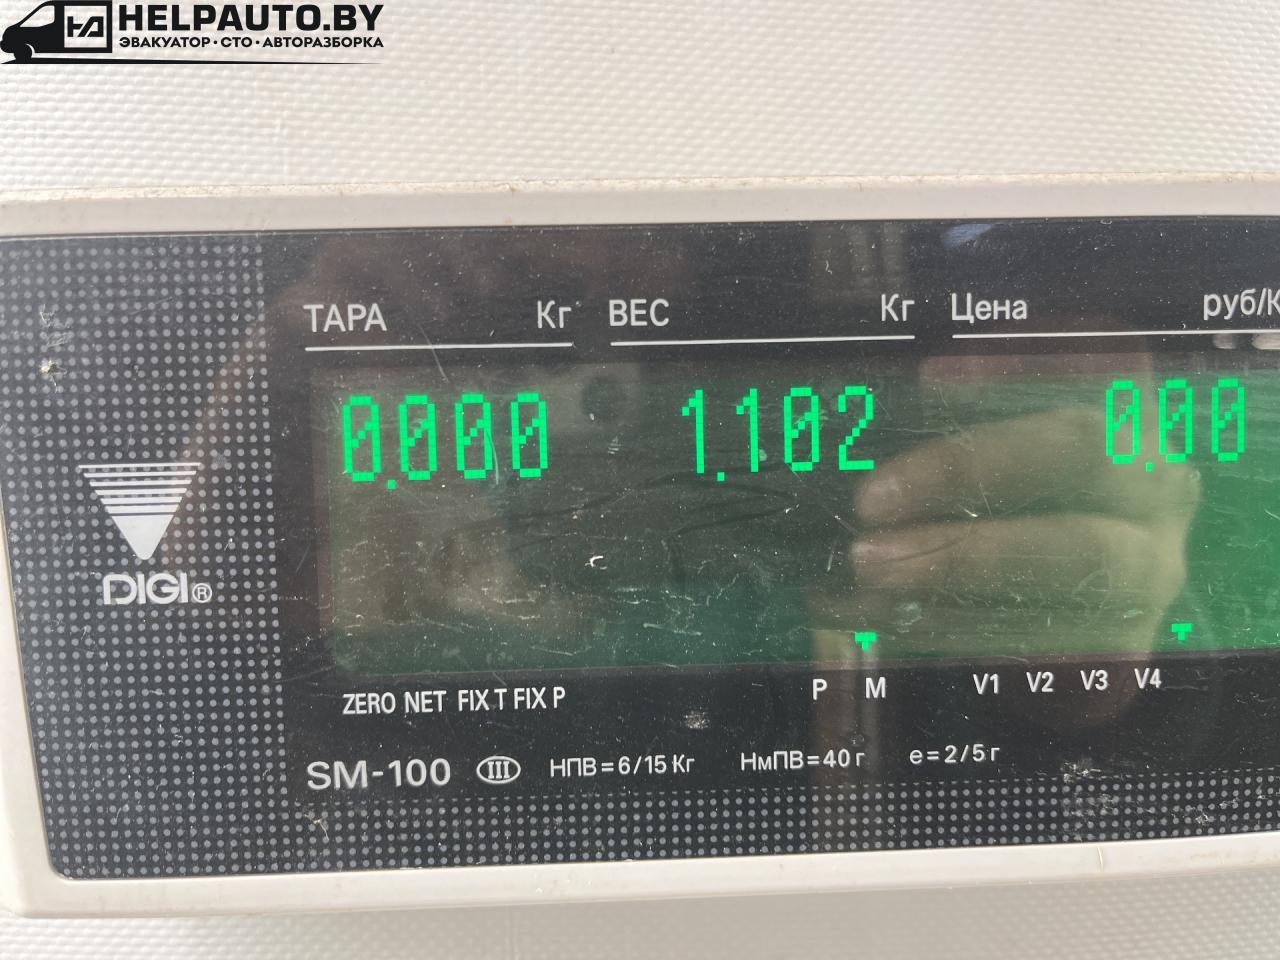 HELPAUTO.BY
ЭВАКУАТОР·СТО·АВТОРАЗБОРКА
ТАРА Кг ВЕС Кг Цена руб/К
0.000 1.102 0.00
DIGI®
ZERO NET FIX T FIX P P M V1 V2 V3 V4
SM-100 III НПВ=6/15 Кг НмПВ=40 г e=2/5 г